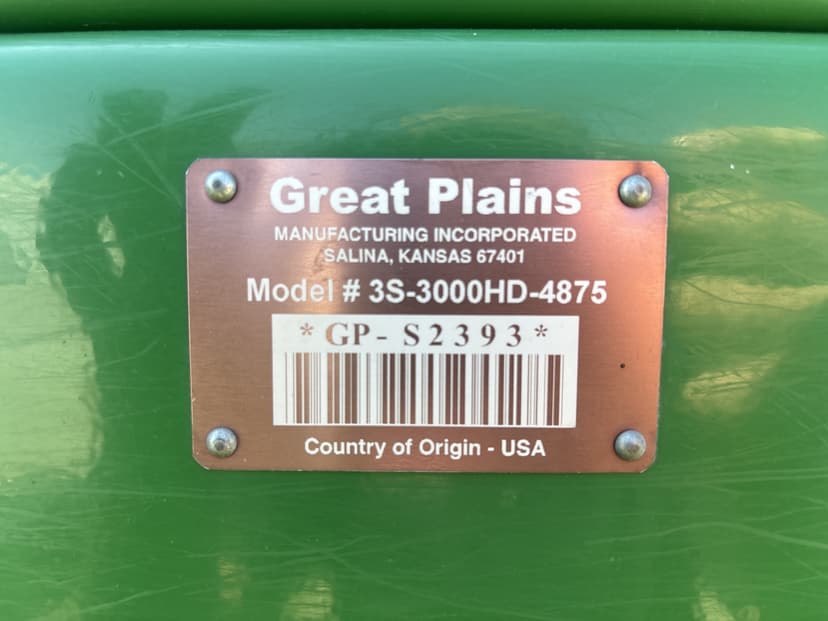 Great Plains
MANUFACTURING INCORPORATED
SALINA, KANSAS 67401
Model # 3S-3000HD-4875
*GP-S2393*
Country of Origin - USA